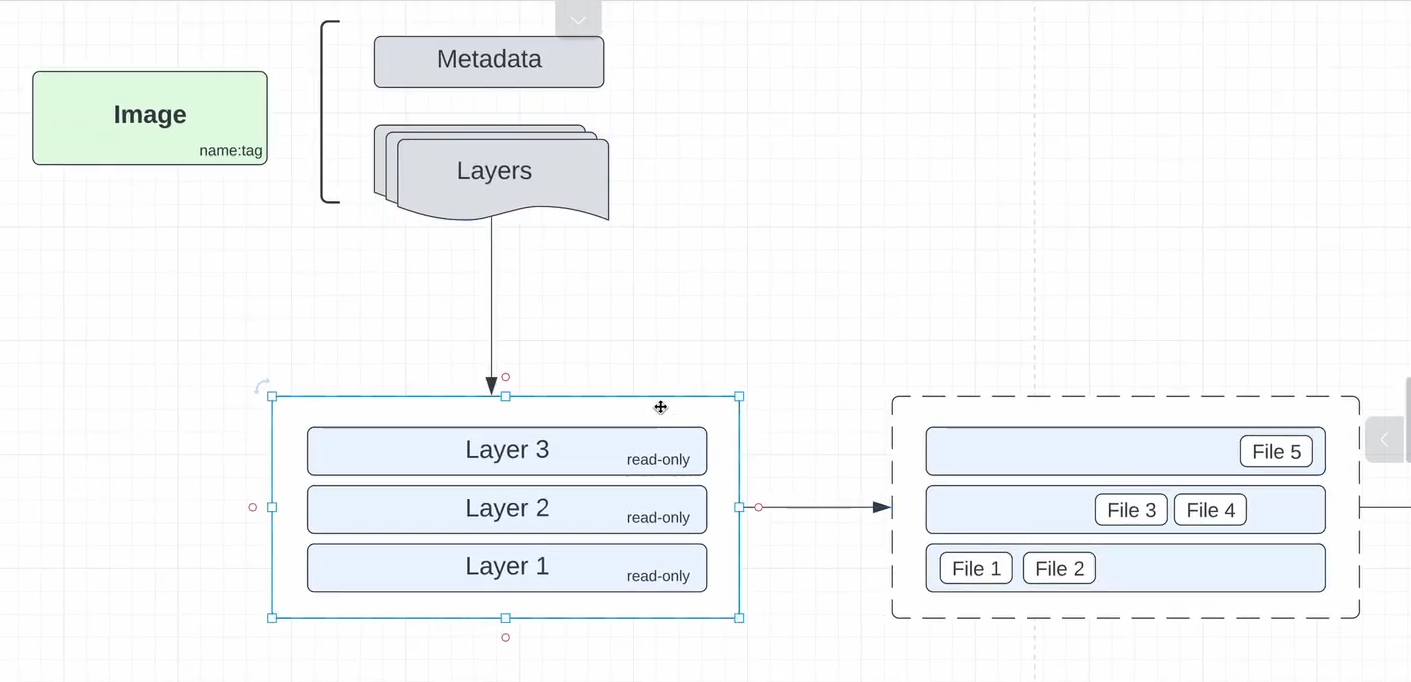 Metadata
Image
name:tag
Layers
Layer 3
read-only
File 5
Layer 2
read-only
File 3
File 4
Layer 1
read-only
File 1
File 2